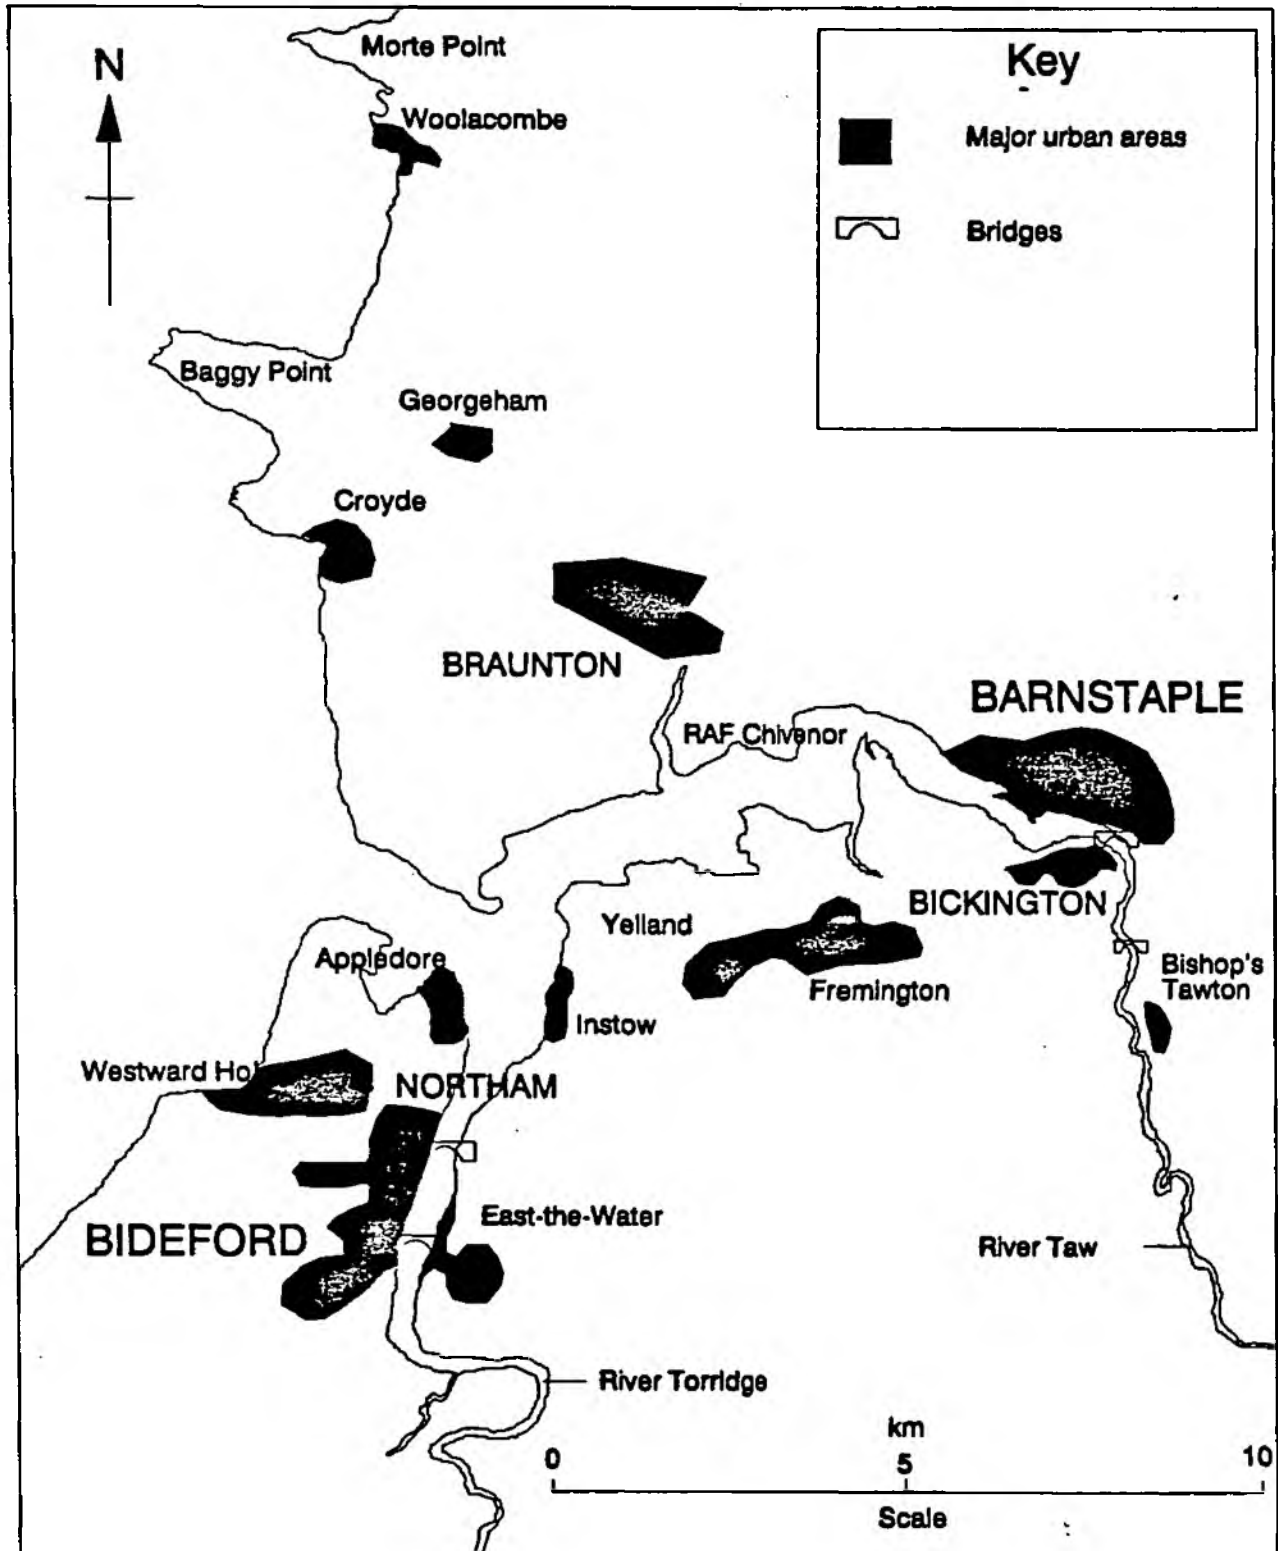 Morte Point
N
Key
Woolacombe
Major urban areas
Bridges
Baggy Point
Georgeham
Croyde
BRAUNTON
BARNSTAPLE
RAF Chivenor
BICKINGTON
Yelland
Appledore
Bishop's
Tawton
Fremington
Instow
Westward Ho!
NORTHAM
East-the-Water
BIDEFORD
River Taw
River Torridge
km
0
5
10
Scale